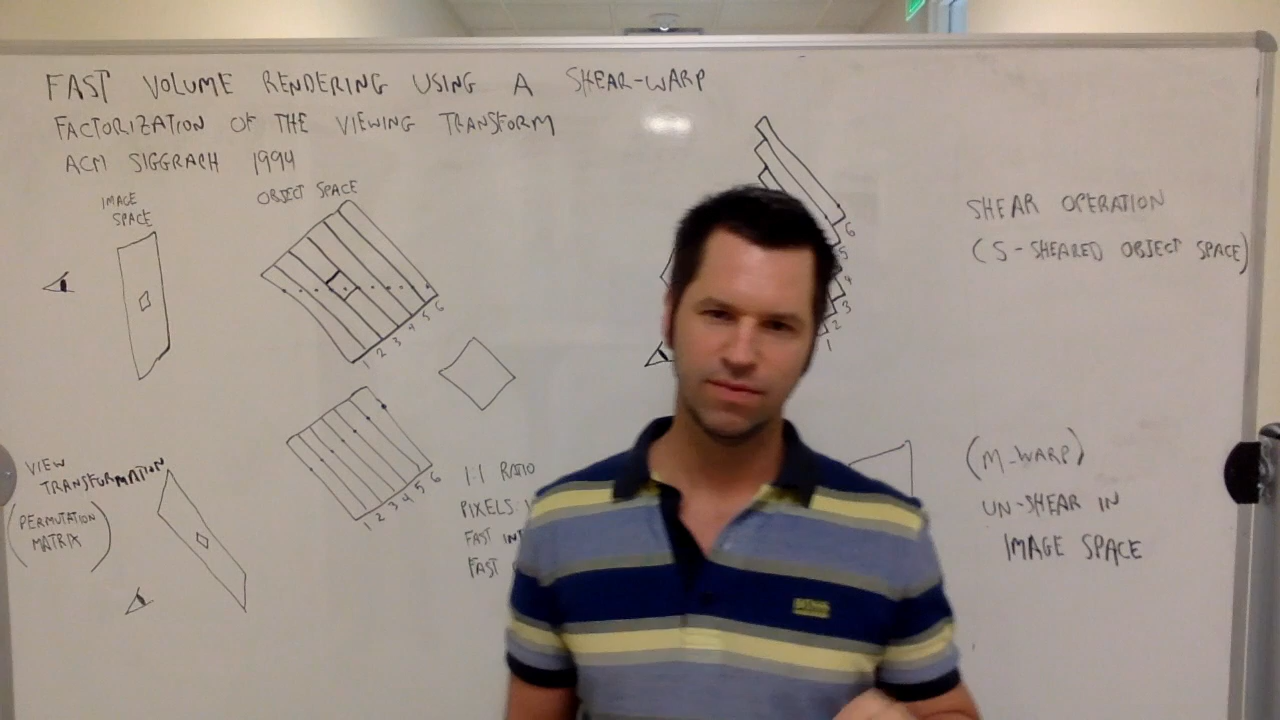 FAST VOLUME RENDERING USING A SHEAR-WARP
FACTORIZATION OF THE VIEWING TRANSFORM
ACM SIGGRAPH 1994
IMAGE
SPACE
OBJECT SPACE
1 2 3 4 5 6
6
5
4
3
2
1
SHEAR OPERATION
(S-SHEARED OBJECT SPACE)
VIEW
TRANSFORMATION
(PERMUTATION
MATRIX)
1 2 3 4 5 6
1:1 RATIO
PIXELS
FAST
FAST
(M-WARP)
UN-SHEAR IN
IMAGE SPACE